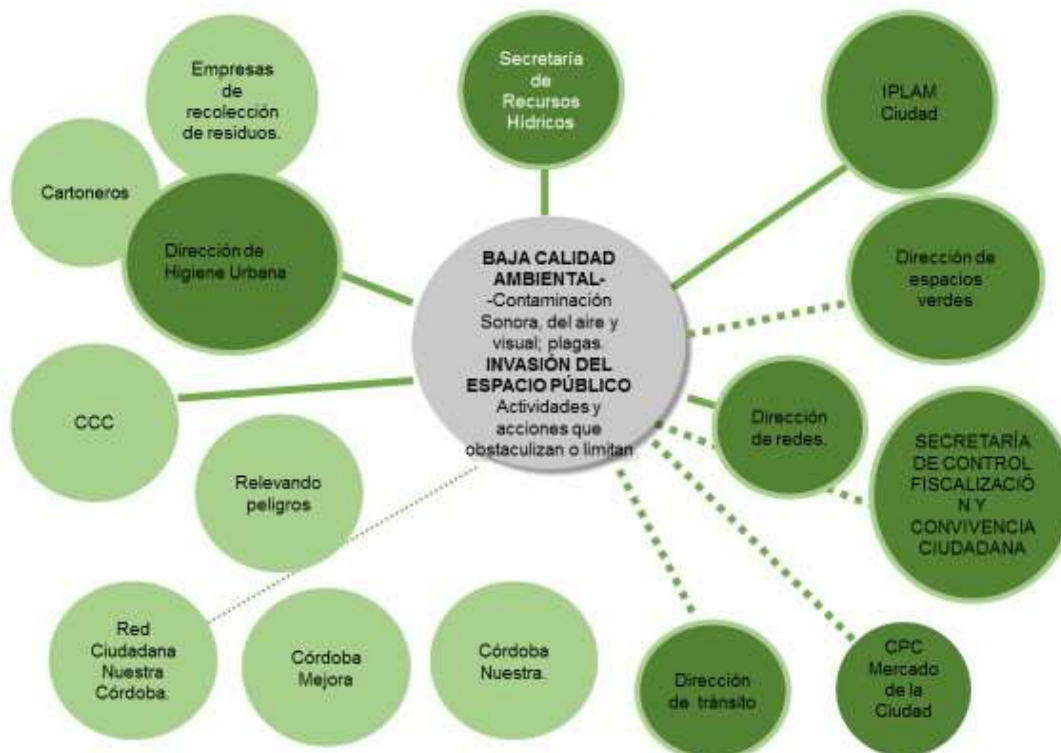 Empresas
de
recolección
de residuos.
Secretaría
de
Recursos
Hídricos
IPLAM
Ciudad
Cartoneros
Dirección de
Higiene Urbana
BAJA CALIDAD
AMBIENTAL-
-Contaminación
Sonora, del aire y
visual; plagas.
INVASIÓN DEL
ESPACIO PÚBLICO
Actividades y
acciones que
obstaculizan o limitan
Dirección de
espacios
verdes
CCC
Dirección
de redes.
SECRETARÍA
DE CONTROL
FISCALIZACIÓ
N Y
CONVIVENCIA
CIUDADANA
Relevando
peligros
Red
Ciudadana
Nuestra
Córdoba.
Córdoba
Mejora
Córdoba
Nuestra.
Dirección
de tránsito
CPC
Mercado
de la
Ciudad